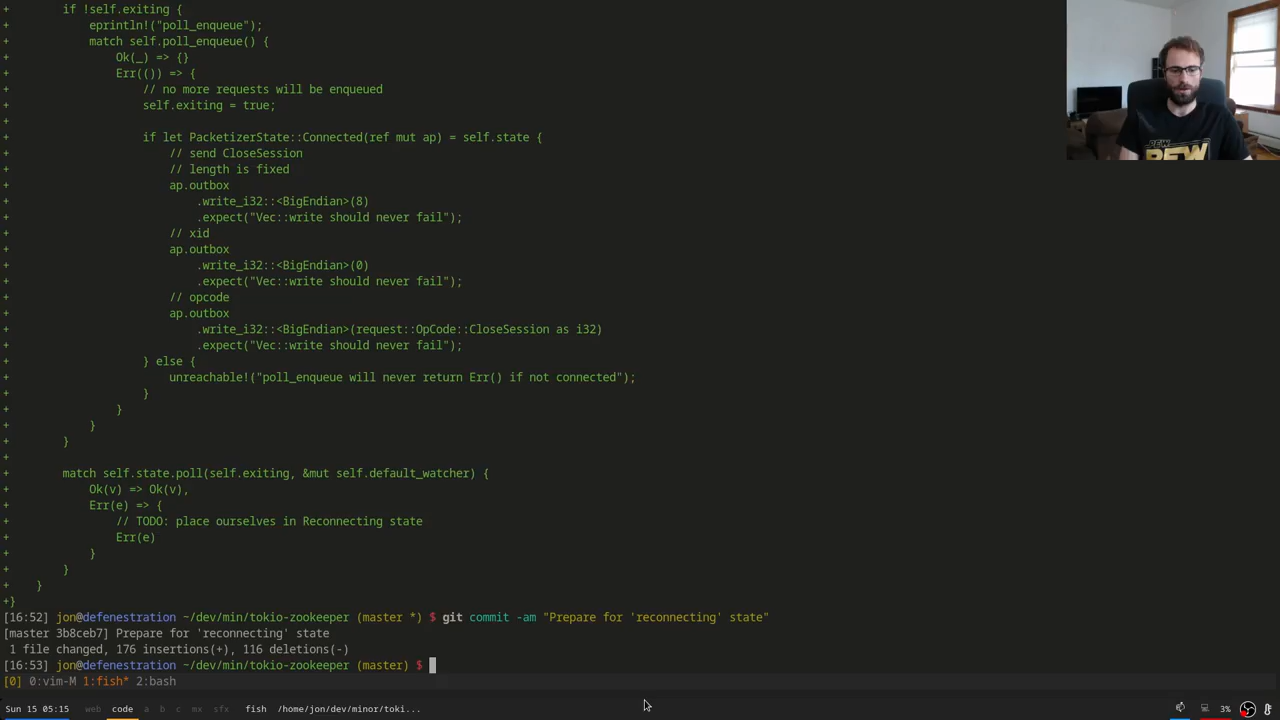 +        if !self.exiting {
+            eprintln!("poll_enqueue");
+            match self.poll_enqueue() {
+                Ok(_) => {}
+                Err(()) => {
+                    // no more requests will be enqueued
+                    self.exiting = true;
+
+                    if let PacketizerState::Connected(ref mut ap) = self.state {
+                        // send CloseSession
+                        // length is fixed
+                        ap.outbox
+                            .write_i32::<BigEndian>(8)
+                            .expect("Vec::write should never fail");
+                        // xid
+                        ap.outbox
+                            .write_i32::<BigEndian>(0)
+                            .expect("Vec::write should never fail");
+                        // opcode
+                        ap.outbox
+                            .write_i32::<BigEndian>(request::OpCode::CloseSession as i32)
+                            .expect("Vec::write should never fail");
+                    } else {
+                        unreachable!("poll_enqueue will never return Err() if not connected");
+                    }
+                }
+            }
+        }
+
+        match self.state.poll(self.exiting, &mut self.default_watcher) {
+            Ok(v) => Ok(v),
+            Err(e) => {
+                // TODO: place ourselves in Reconnecting state
+                Err(e)
+            }
+        }
+    }
+}
[16:52] jon@defenestration ~/dev/min/tokio-zookeeper (master *) $ git commit -am "Prepare for 'reconnecting' state"
[master 3b8ceb7] Prepare for 'reconnecting' state
 1 file changed, 176 insertions(+), 116 deletions(-)
[16:53] jon@defenestration ~/dev/min/tokio-zookeeper (master) $
[0] 0:vim-M 1:fish* 2:bash
Sun 15 05:15 web code a b c mx sfx fish /home/jon/dev/minor/toki... 3%